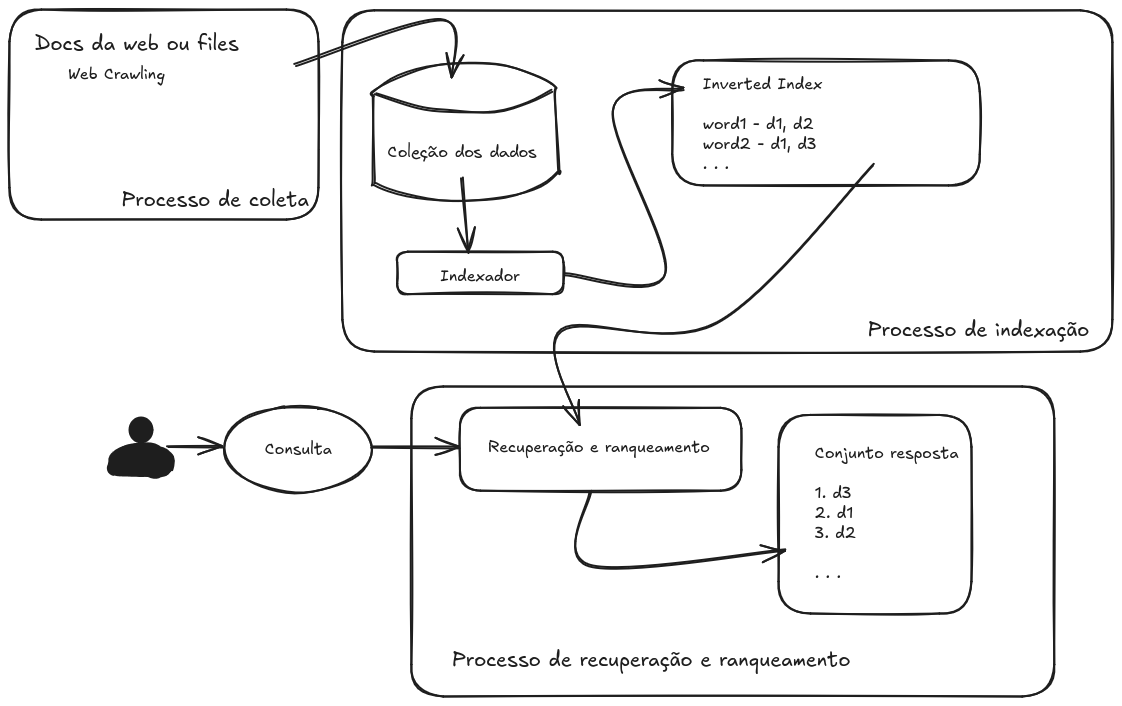 Docs da web ou files
Web Crawling
Processo de coleta
Coleção dos dados
Indexador
Inverted Index
word1 - d1, d2
word2 - d1, d3
. . .
Processo de indexação
Consulta
Recuperação e ranqueamento
Conjunto resposta
1. d3
2. d1
3. d2
. . .
Processo de recuperação e ranqueamento